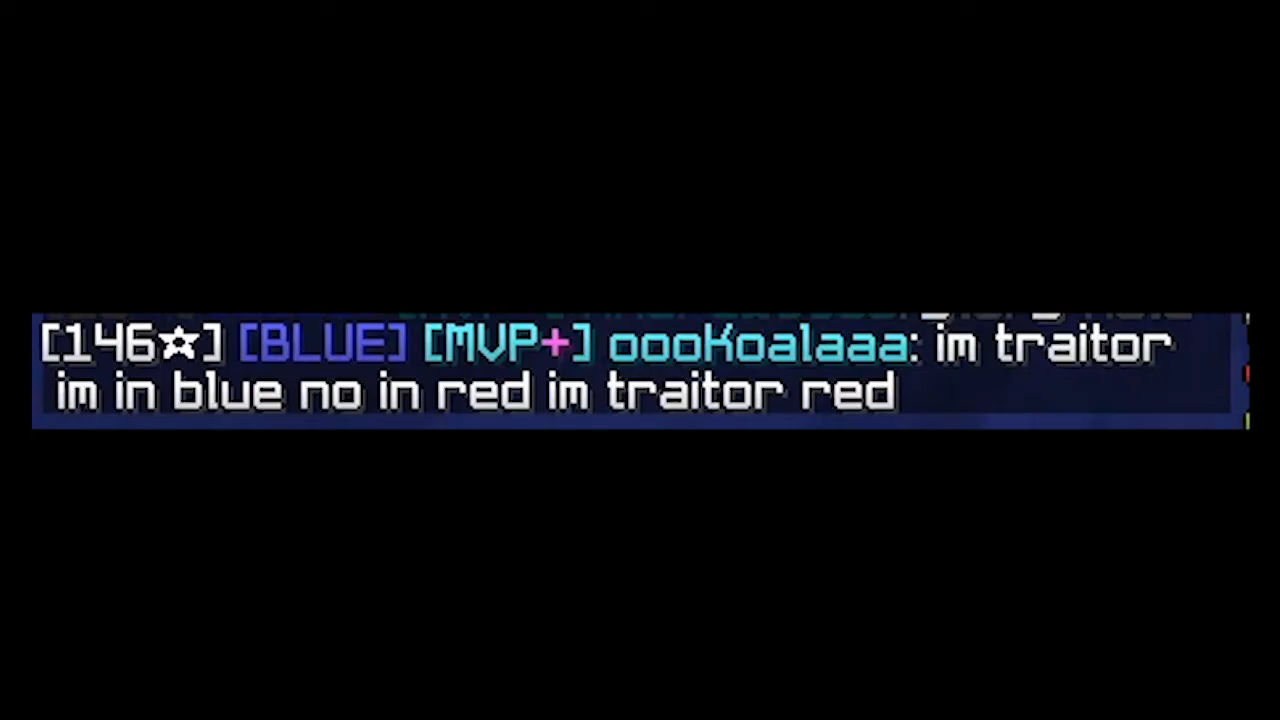 [146☆] [BLUE] [MVP+] oooKoalaaa: im traitor
im in blue no in red im traitor red